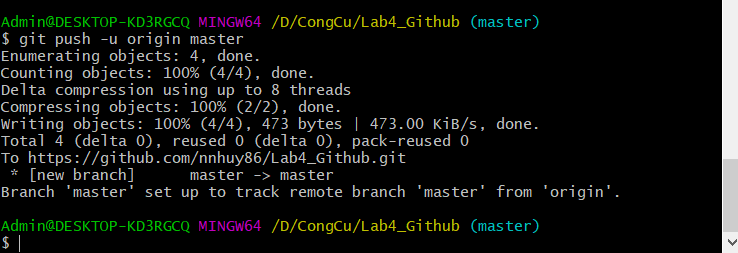 Admin@DESKTOP-KD3RGCQ MINGW64 /D/CongCu/Lab4_Github (master)
$ git push -u origin master
Enumerating objects: 4, done.
Counting objects: 100% (4/4), done.
Delta compression using up to 8 threads
Compressing objects: 100% (2/2), done.
Writing objects: 100% (4/4), 473 bytes | 473.00 KiB/s, done.
Total 4 (delta 0), reused 0 (delta 0), pack-reused 0
To https://github.com/nnhuy86/Lab4_Github.git
 * [new branch]      master -> master
Branch 'master' set up to track remote branch 'master' from 'origin'.
Admin@DESKTOP-KD3RGCQ MINGW64 /D/CongCu/Lab4_Github (master)
$